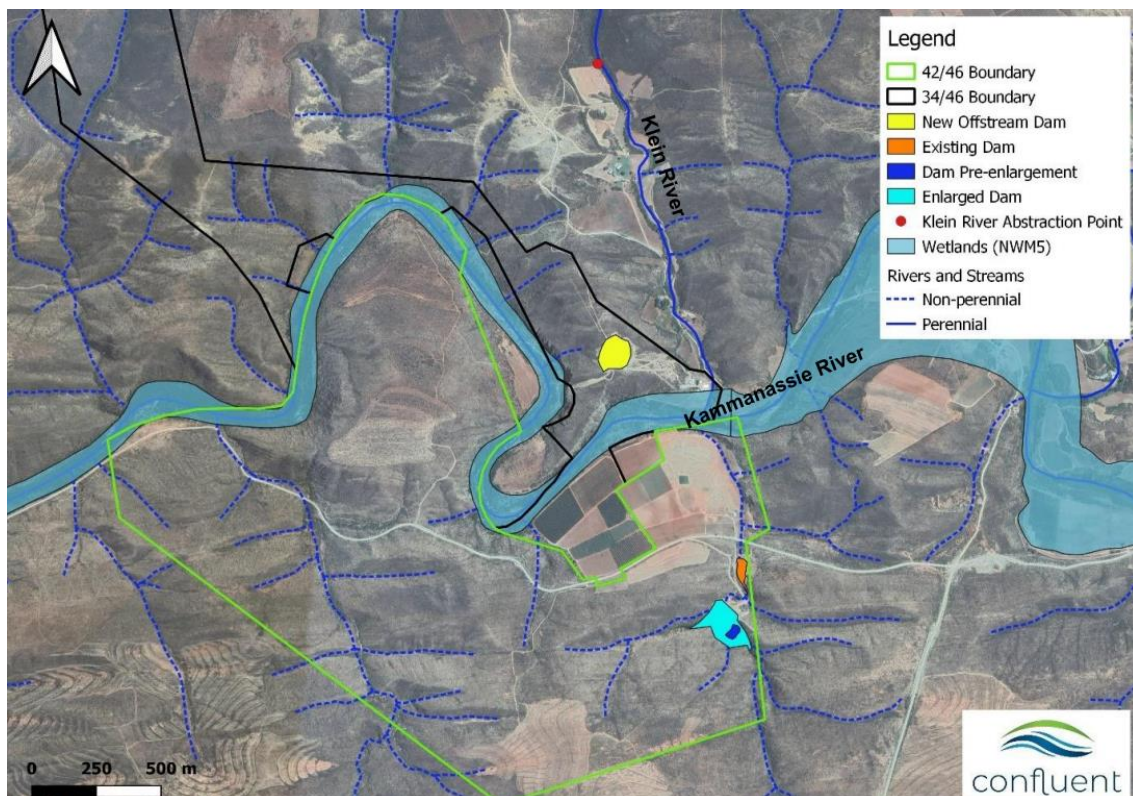 Legend
42/46 Boundary
34/46 Boundary
New Offstream Dam
Existing Dam
Dam Pre-enlargement
Enlarged Dam
Klein River Abstraction Point
Wetlands (NWM5)
Rivers and Streams
Non-perennial
Perennial
Klein River
Kammanassie River
0 250 500 m
confluent